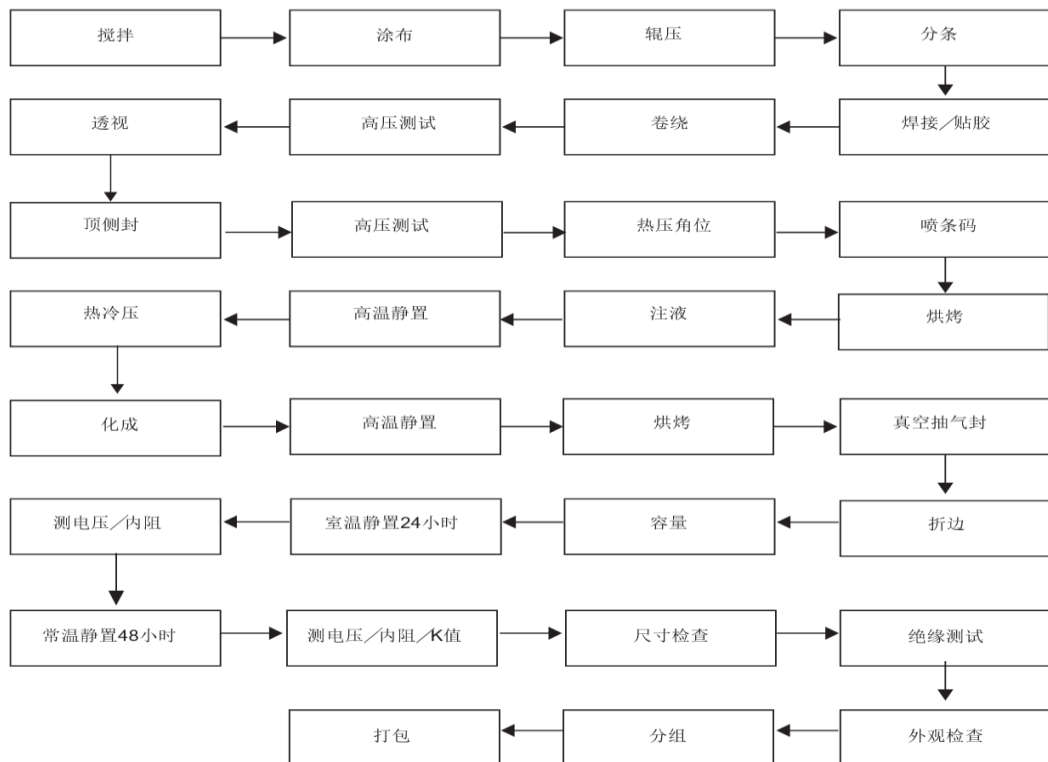 搅拌
涂布
辊压
分条
焊接／贴胶
卷绕
高压测试
透视
顶侧封
高压测试
热压角位
喷条码
烘烤
注液
高温静置
热冷压
化成
高温静置
烘烤
真空抽气封
折边
容量
室温静置24小时
测电压／内阻
常温静置48小时
测电压／内阻／K值
尺寸检查
绝缘测试
外观检查
分组
打包